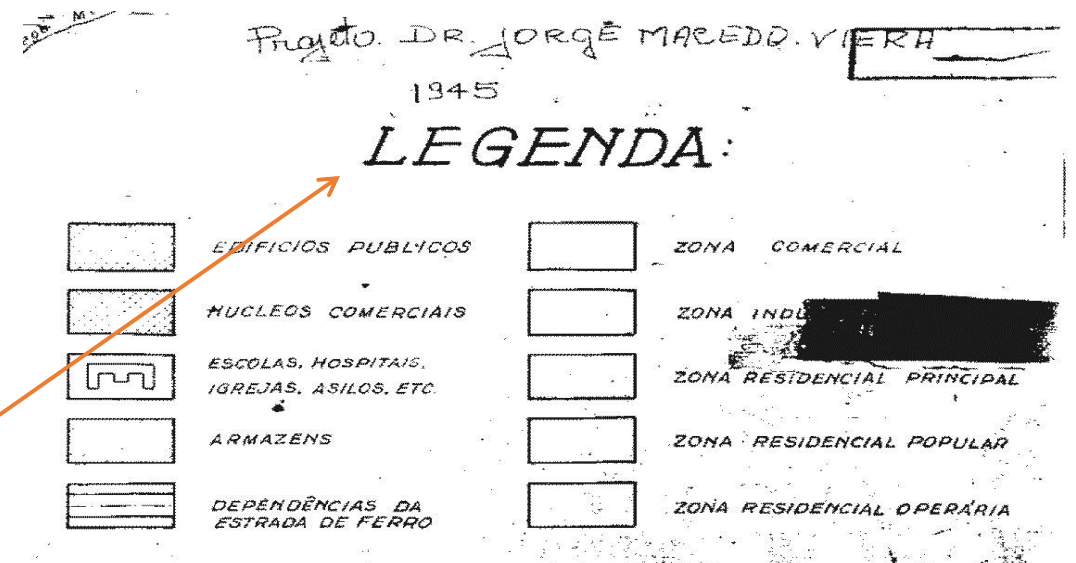 Projeto. DR. JORGE MACEDO. VIERA
1945
LEGENDA:
EDIFICIOS PUBLICOS
NUCLEOS COMERCIAIS
ESCOLAS, HOSPITAIS,
IGREJAS, ASILOS, ETC.
ARMAZENS
DEPENDÊNCIAS DA
ESTRADA DE FERRO
ZONA COMERCIAL
ZONA
ZONA RESIDENCIAL PRINCIPAL
ZONA RESIDENCIAL POPULAR
ZONA RESIDENCIAL OPERÁRIA